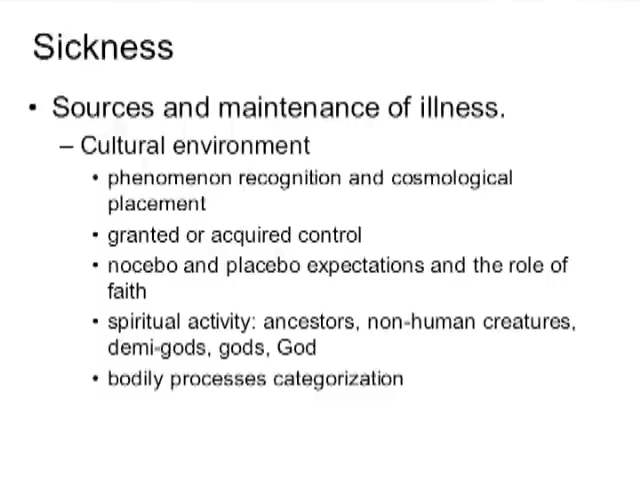 Sickness
• Sources and maintenance of illness.
– Cultural environment
• phenomenon recognition and cosmological
placement
• granted or acquired control
• nocebo and placebo expectations and the role of
faith
• spiritual activity: ancestors, non-human creatures,
demi-gods, gods, God
• bodily processes categorization